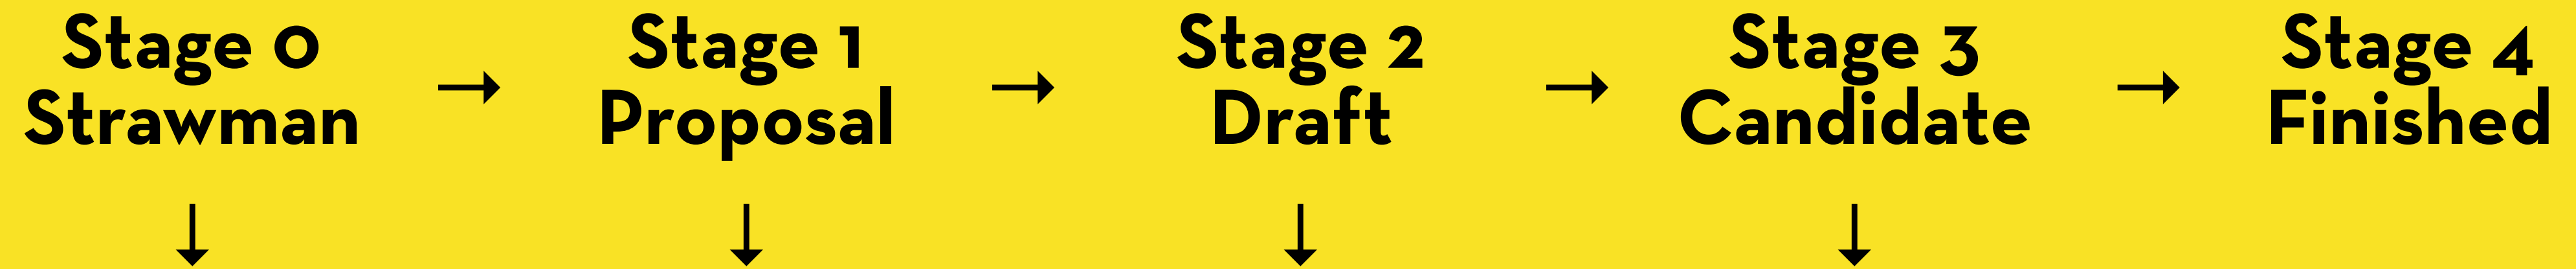 Stage 0
Strawman
→
Stage 1
Proposal
→
Stage 2
Draft
→
Stage 3
Candidate
→
Stage 4
Finished
↓
↓
↓
↓